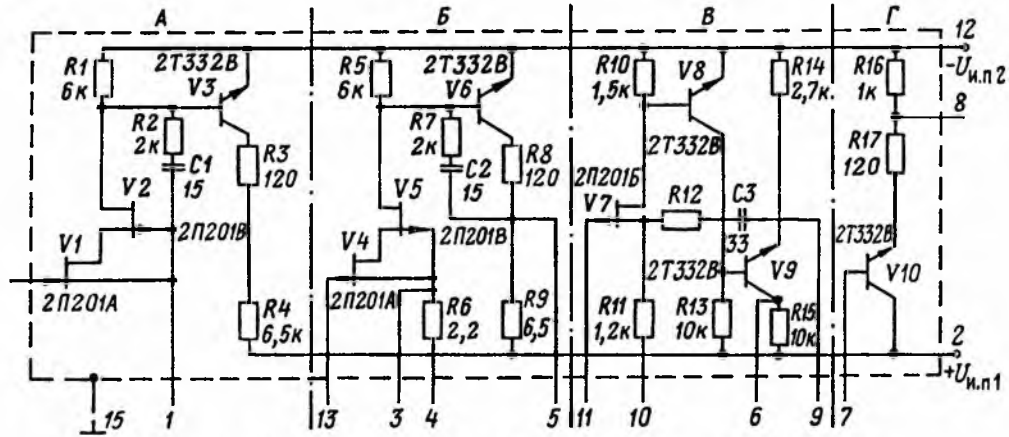 А Б В Г
R1 6к
2Т332В
V3
R2 2к
C1 15
R3 120
V2
2П201В
V1
2П201А
R4 6,5к
15
1
R5 6к
V6
2Т332В
R7 2к
C2 15
R8 120
V5
2П201В
V4
2П201А
R6 2,2
R9 6,5
13
3
4
5
R10 1,5к
V8
R14 2,7к
2Т332В
2П201Б
V7
R12
C3
33
2Т332В
V9
R11 1,2к
R13 10к
R15 10к
11
10
6
9
R16 1к
R17 120
2Т332В
V10
7
12
-Uи.п2
8
2
+Uи.п1